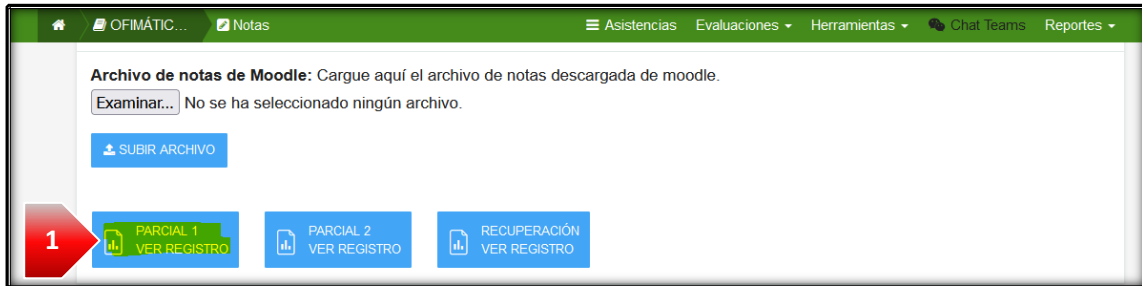 OFIMÁTIC... Notas Asistencias Evaluaciones Herramientas Chat Teams Reportes
Archivo de notas de Moodle: Cargue aquí el archivo de notas descargada de moodle.
Examinar... No se ha seleccionado ningún archivo.
SUBIR ARCHIVO
1
PARCIAL 1
VER REGISTRO
PARCIAL 2
VER REGISTRO
RECUPERACIÓN
VER REGISTRO